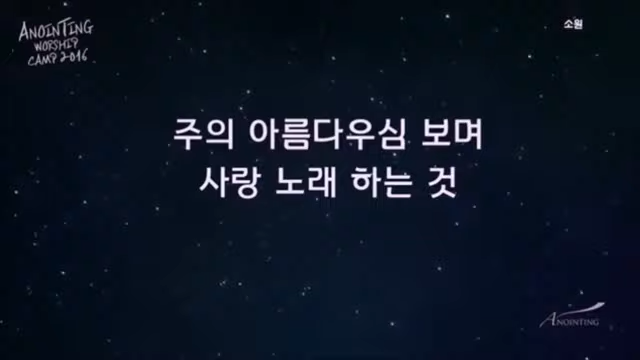 ANOINTING
WORSHIP
CAMP 2016
소원
주의 아름다우심 보며
사랑 노래 하는 것
ANOINTING